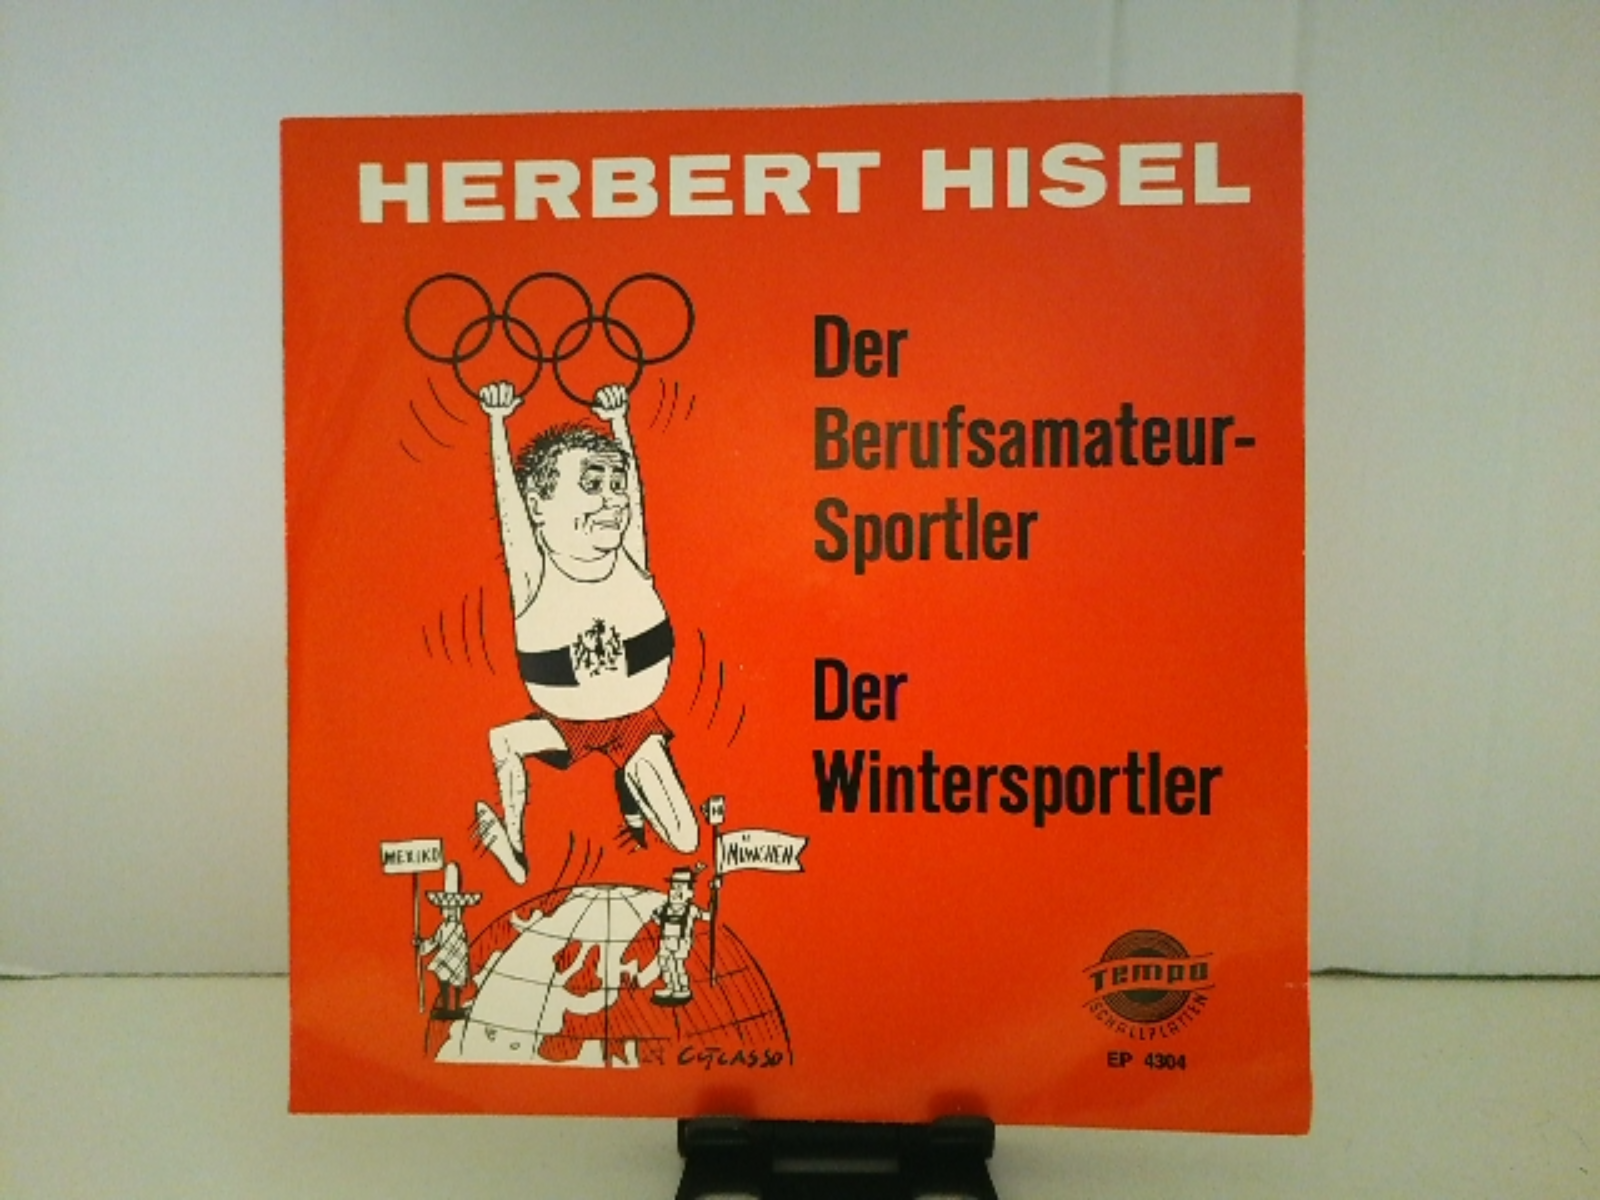 HERBERT HISEL
Der
Berufsamateur-
Sportler
Der
Wintersportler
MEXIKO
MÜNCHEN
Tempo
SCHALLPLATTEN
EP 4304